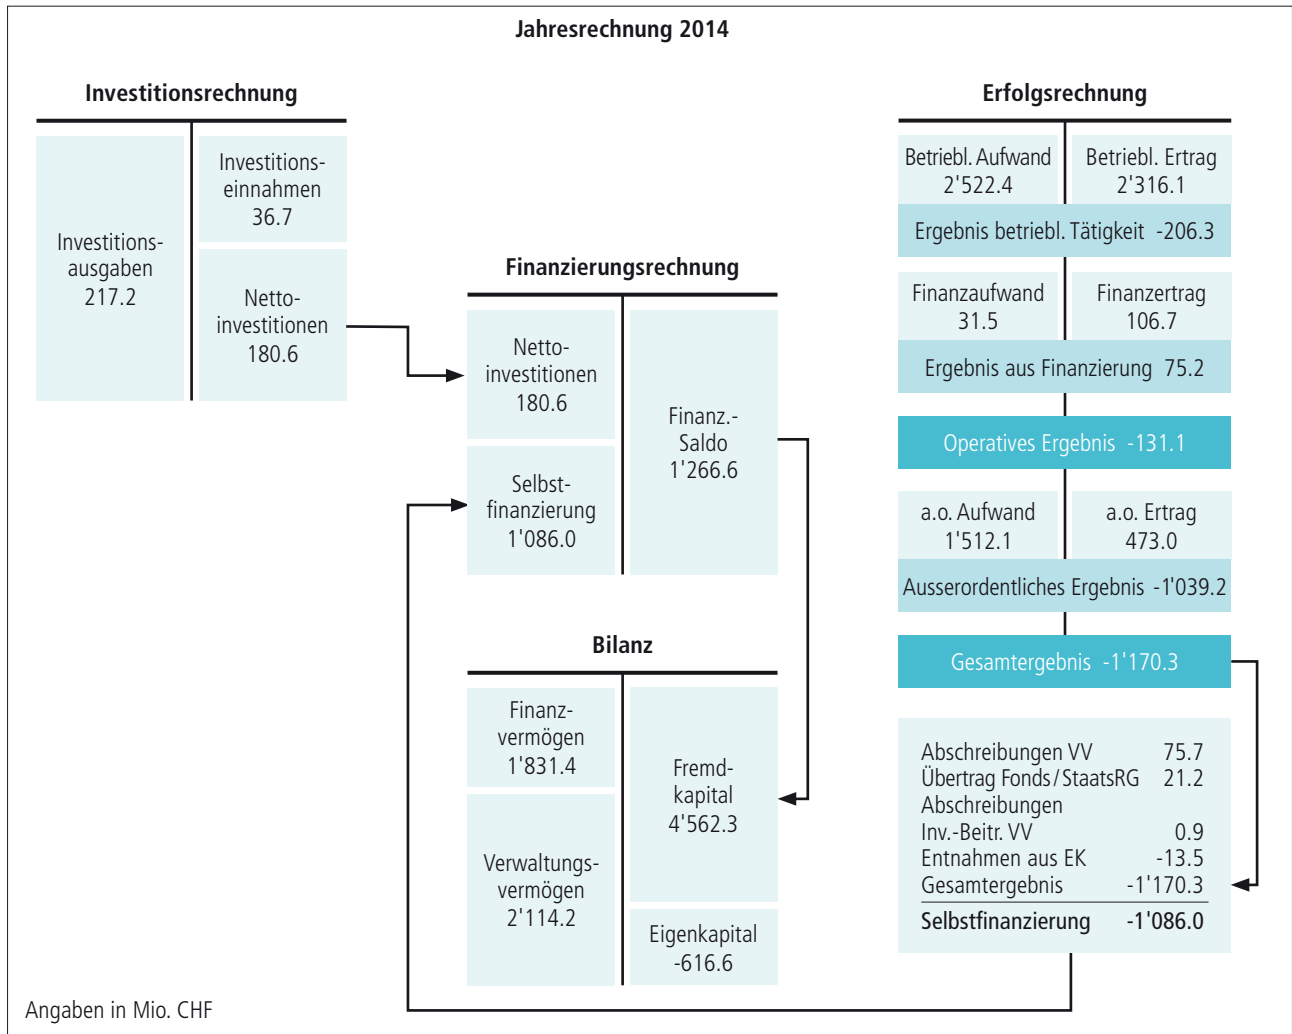 Jahresrechnung 2014
Investitionsrechnung
Investitions-
ausgaben
217.2
Investitions-
einnahmen
36.7
Netto-
investitionen
180.6
Finanzierungsrechnung
Netto-
investitionen
180.6
Selbst-
finanzierung
1'086.0
Finanz.-
Saldo
1'266.6
Bilanz
Finanz-
vermögen
1'831.4
Verwaltungs-
vermögen
2'114.2
Fremd-
kapital
4'562.3
Eigenkapital
-616.6
Erfolgsrechnung
Betriebl. Aufwand
2'522.4
Betriebl. Ertrag
2'316.1
Ergebnis betriebl. Tätigkeit -206.3
Finanzaufwand
31.5
Finanzertrag
106.7
Ergebnis aus Finanzierung 75.2
Operatives Ergebnis -131.1
a.o. Aufwand
1'512.1
a.o. Ertrag
473.0
Ausserordentliches Ergebnis -1'039.2
Gesamtergebnis -1'170.3
Abschreibungen VV 75.7
Übertrag Fonds/StaatsRG 21.2
Abschreibungen
Inv.-Beitr. VV 0.9
Entnahmen aus EK -13.5
Gesamtergebnis -1'170.3
Selbstfinanzierung -1'086.0
Angaben in Mio. CHF